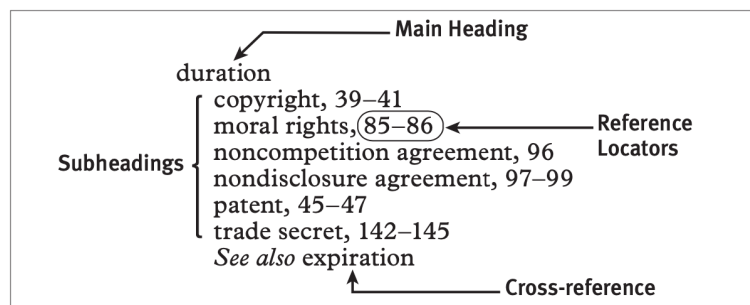 Main Heading
duration
copyright, 39–41
moral rights, 85–86
Reference
Locators
noncompetition agreement, 96
Subheadings
nondisclosure agreement, 97–99
patent, 45–47
trade secret, 142–145
See also expiration
Cross-reference